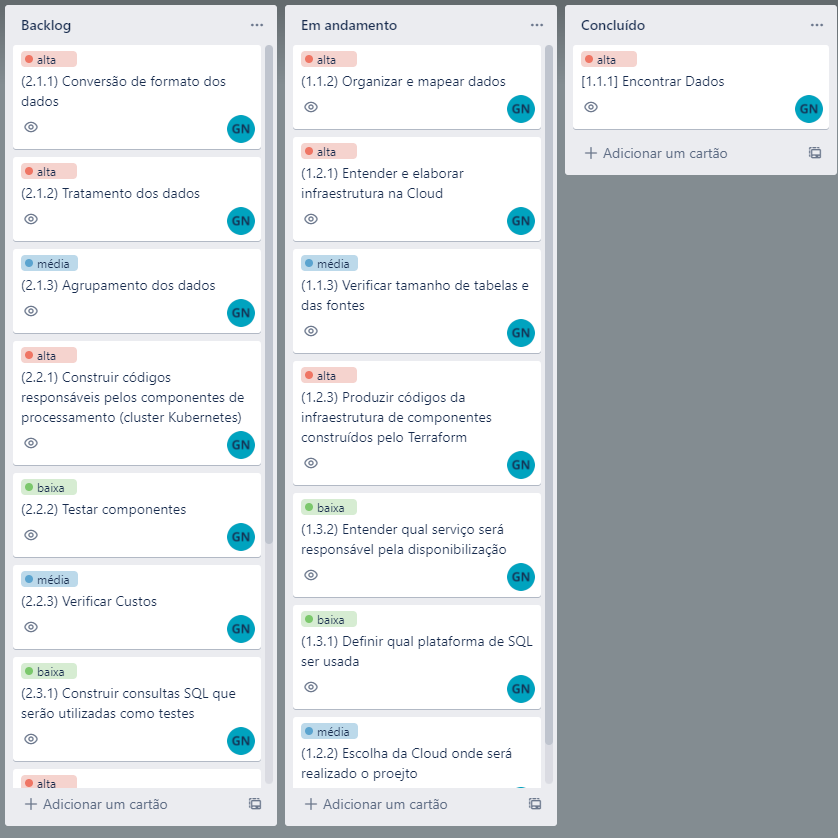 Backlog
alta
(2.1.1) Conversão de formato dos
dados
GN
alta
(2.1.2) Tratamento dos dados
GN
média
(2.1.3) Agrupamento dos dados
GN
alta
(2.2.1) Construir códigos
responsáveis pelos componentes de
processamento (cluster Kubernetes)
GN
baixa
(2.2.2) Testar componentes
GN
média
(2.2.3) Verificar Custos
GN
baixa
(2.3.1) Construir consultas SQL que
serão utilizadas como testes
GN
alta
Adicionar um cartão
Em andamento
alta
(1.1.2) Organizar e mapear dados
GN
alta
(1.2.1) Entender e elaborar
infraestrutura na Cloud
GN
média
(1.1.3) Verificar tamanho de tabelas e
das fontes
GN
alta
(1.2.3) Produzir códigos da
infraestrutura de componentes
construídos pelo Terraform
GN
baixa
(1.3.2) Entender qual serviço será
responsável pela disponibilização
GN
baixa
(1.3.1) Definir qual plataforma de SQL
ser usada
GN
média
(1.2.2) Escolha da Cloud onde será
realizado o proejto
Adicionar um cartão
Concluído
alta
[1.1.1] Encontrar Dados
GN
Adicionar um cartão